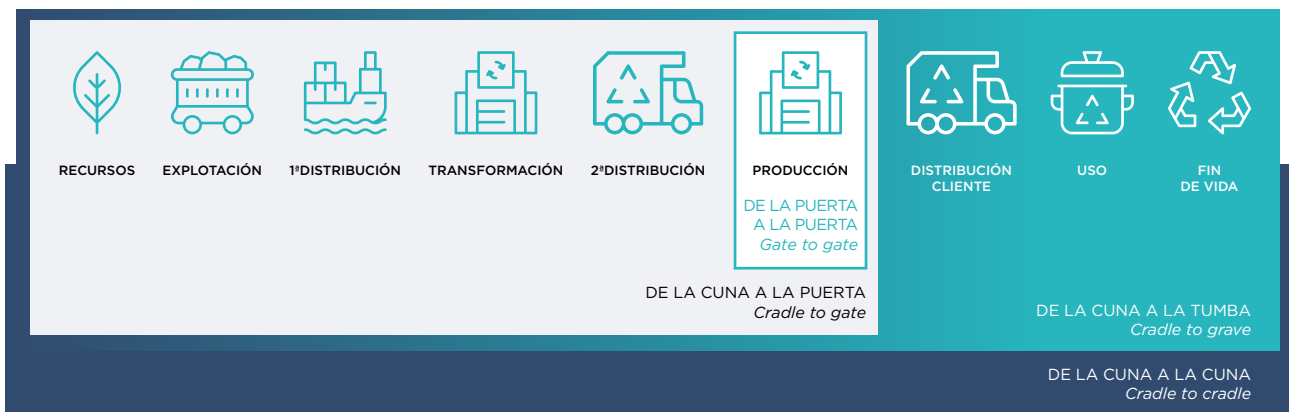 RECURSOS
EXPLOTACIÓN
1ªDISTRIBUCIÓN
TRANSFORMACIÓN
2ªDISTRIBUCIÓN
PRODUCCIÓN
DISTRIBUCIÓN
CLIENTE
USO
FIN
DE VIDA
DE LA PUERTA
A LA PUERTA
Gate to gate
DE LA CUNA A LA PUERTA
Cradle to gate
DE LA CUNA A LA TUMBA
Cradle to grave
DE LA CUNA A LA CUNA
Cradle to cradle